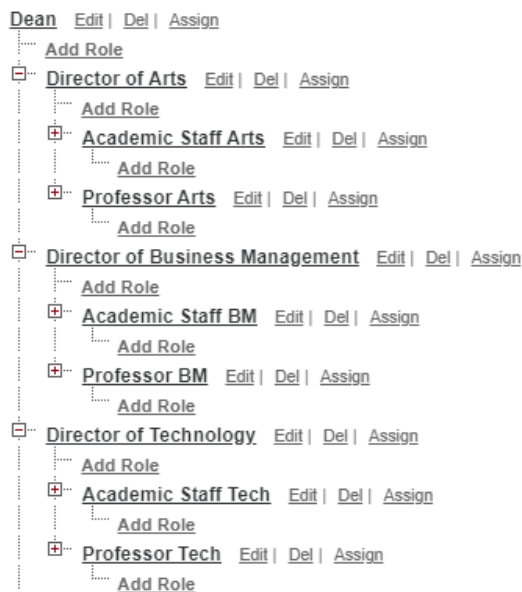 Dean Edit | Del | Assign
Add Role
Director of Arts Edit | Del | Assign
Add Role
Academic Staff Arts Edit | Del | Assign
Add Role
Professor Arts Edit | Del | Assign
Add Role
Director of Business Management Edit | Del | Assign
Add Role
Academic Staff BM Edit | Del | Assign
Add Role
Professor BM Edit | Del | Assign
Add Role
Director of Technology Edit | Del | Assign
Add Role
Academic Staff Tech Edit | Del | Assign
Add Role
Professor Tech Edit | Del | Assign
Add Role